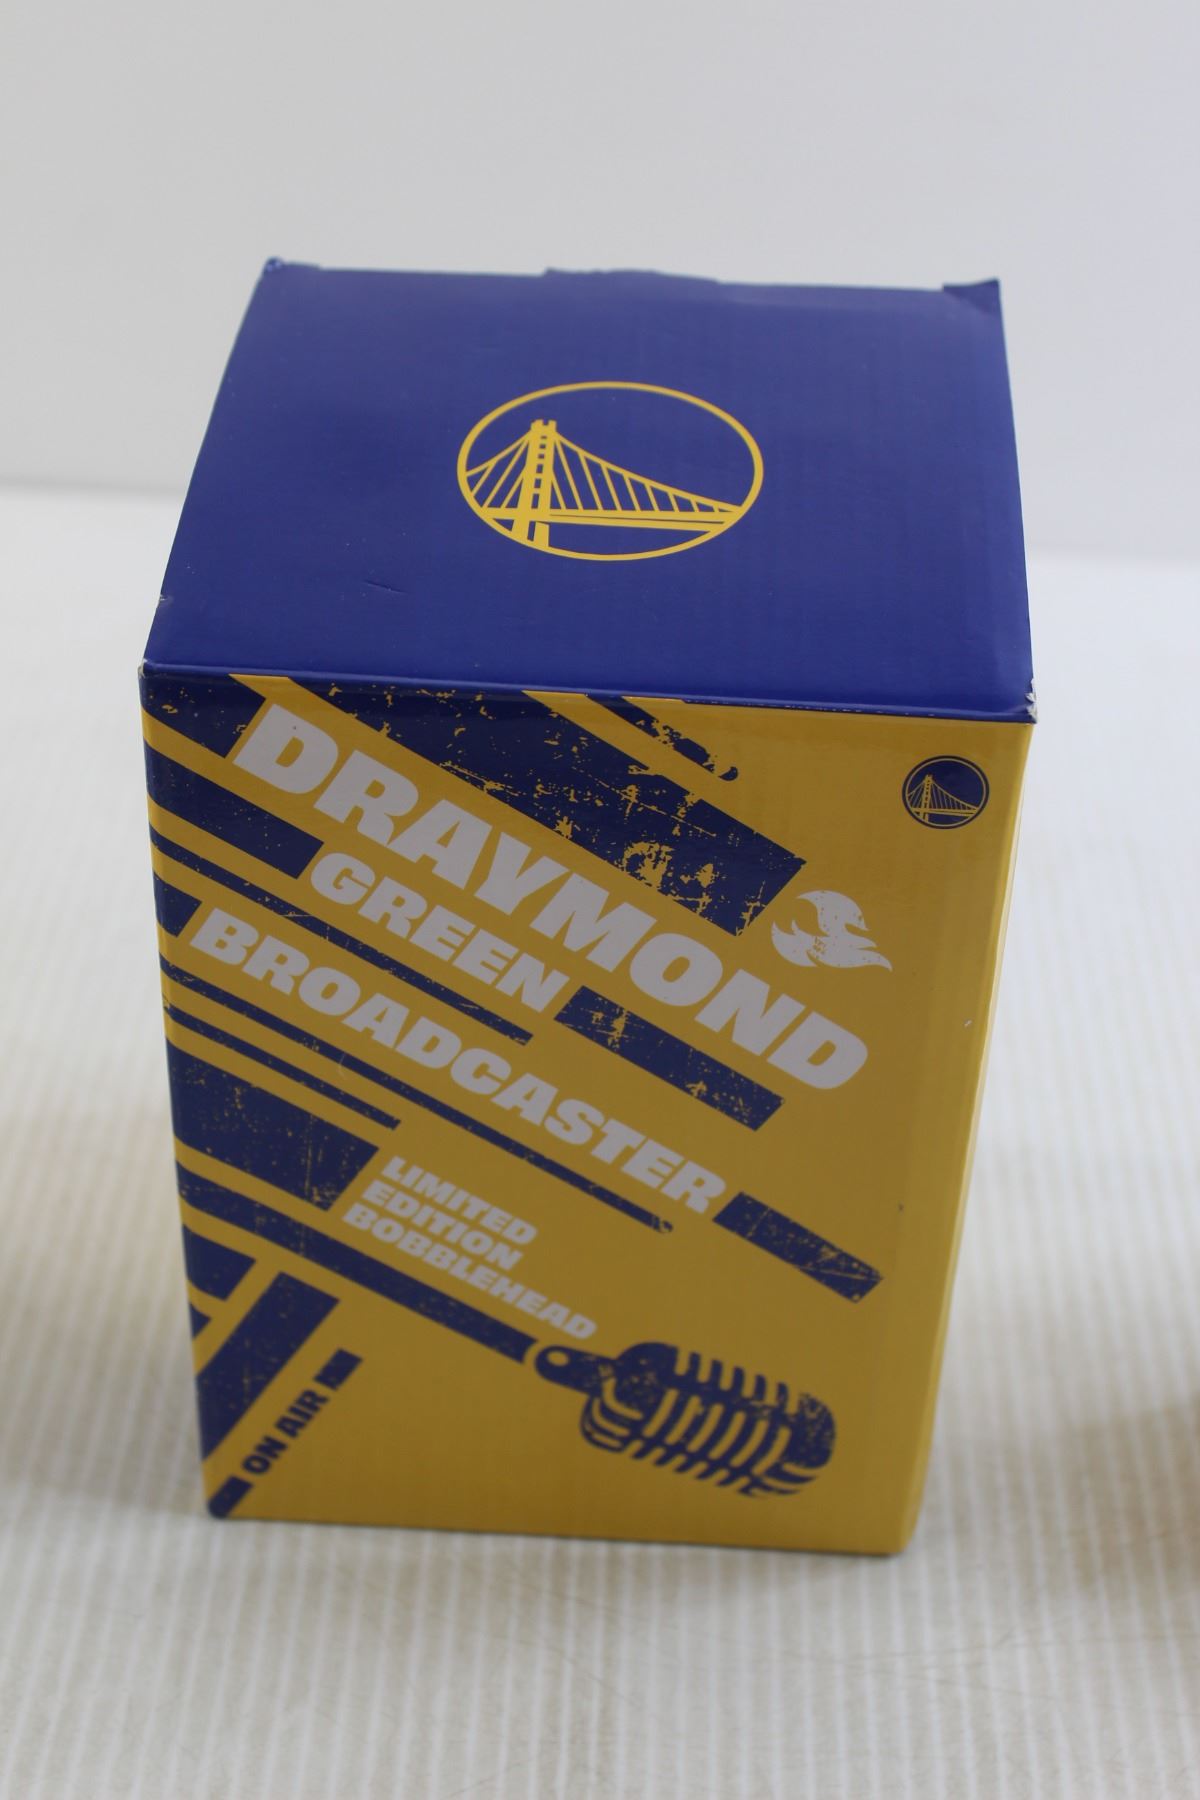 DRAYMOND
GREEN
BROADCASTER
LIMITED
EDITION
BOBBLEHEAD
ON AIR